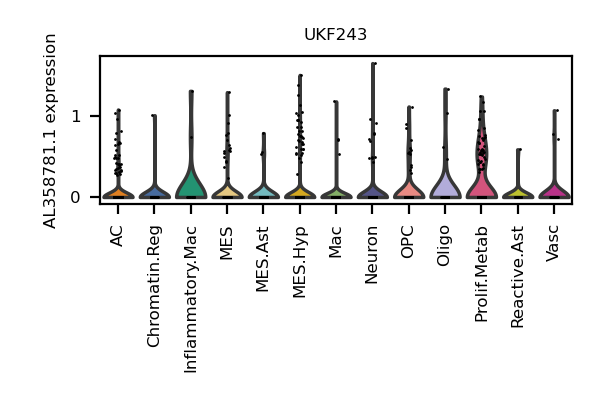 UKF243
AL358781.1 expression
1
0
AC
Chromatin.Reg
Inflammatory.Mac
MES
MES.Ast
MES.Hyp
Mac
Neuron
OPC
Oligo
Prolif.Metab
Reactive.Ast
Vasc